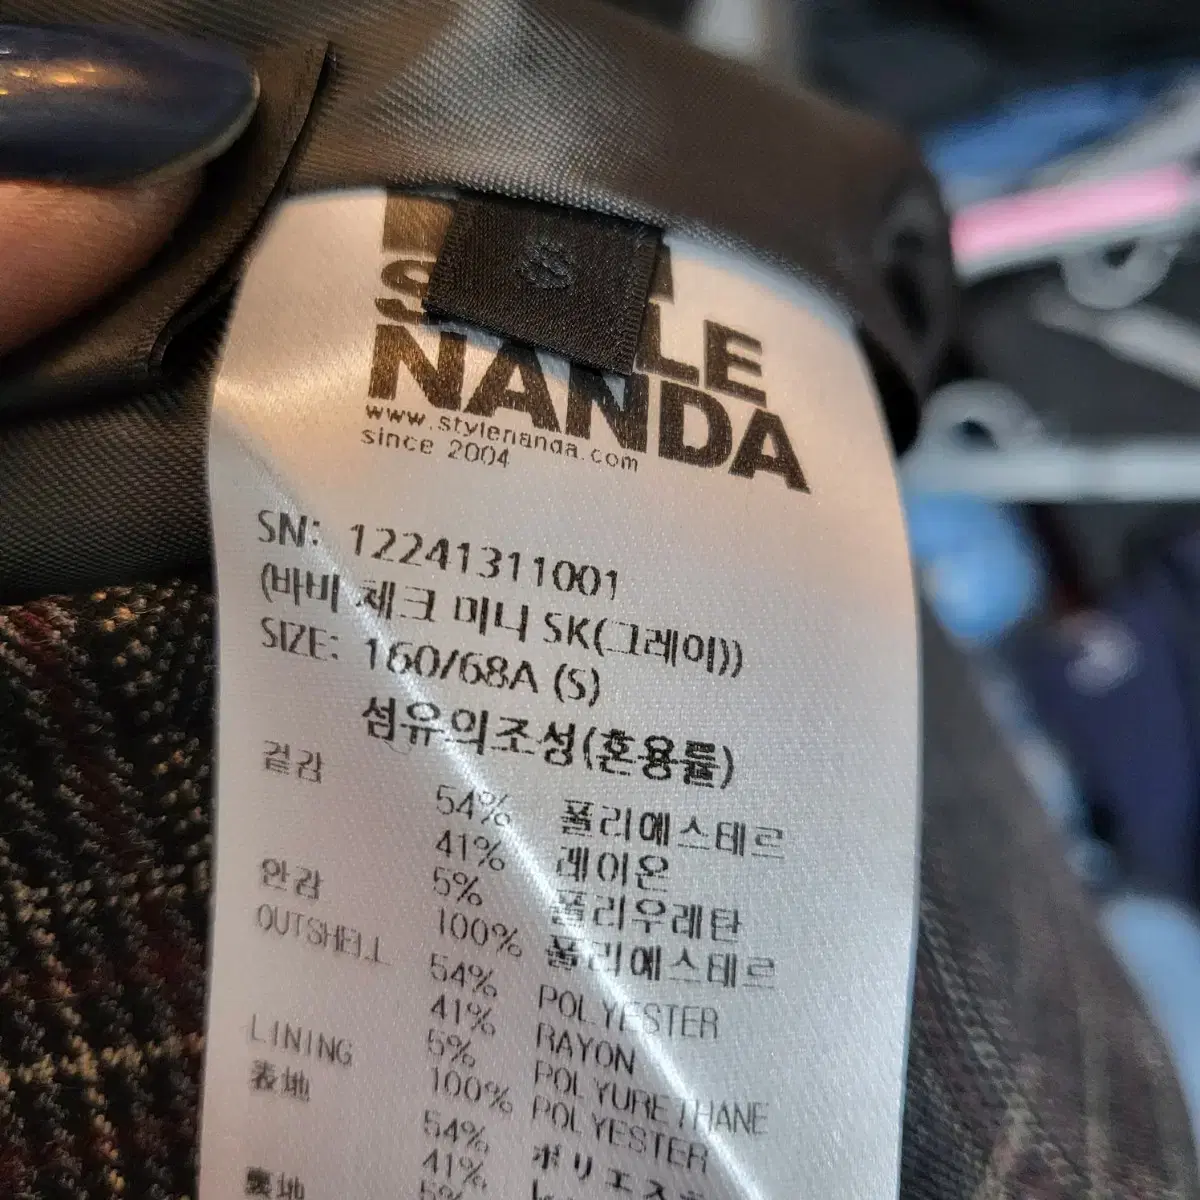 S
LE
NANDA
www.stylenanda.com
since 2004
SN: 12241311001
(바비 체크 미니 SK(그레이))
SIZE: 160/68A (S)
섬유의조성(혼용률)
겉감
54% 폴리에스테르
41% 레이온
5% 폴리우레탄
안감 100% 폴리에스테르
OUTSHELL
54% POLYESTER
41% RAYON
5% POLYURETHANE
LINING 100% POLYESTER
表地
54% ポリエス
41% レ
裏地 5%